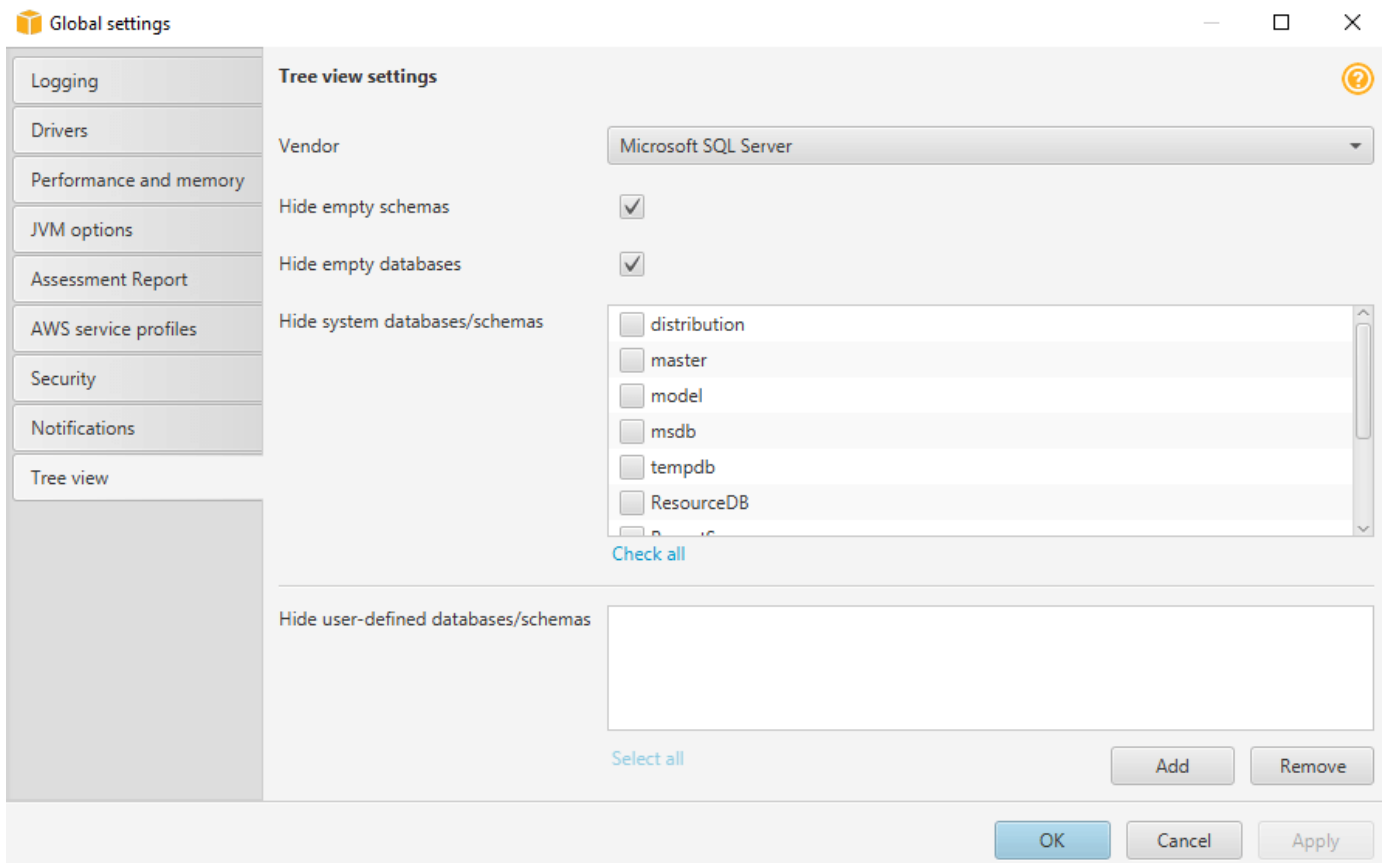 Global settings
Logging
Drivers
Performance and memory
JVM options
Assessment Report
AWS service profiles
Security
Notifications
Tree view
Tree view settings
Vendor
Microsoft SQL Server
Hide empty schemas
Hide empty databases
Hide system databases/schemas
distribution
master
model
msdb
tempdb
ResourceDB
Check all
Hide user-defined databases/schemas
Select all
Add Remove
OK Cancel Apply